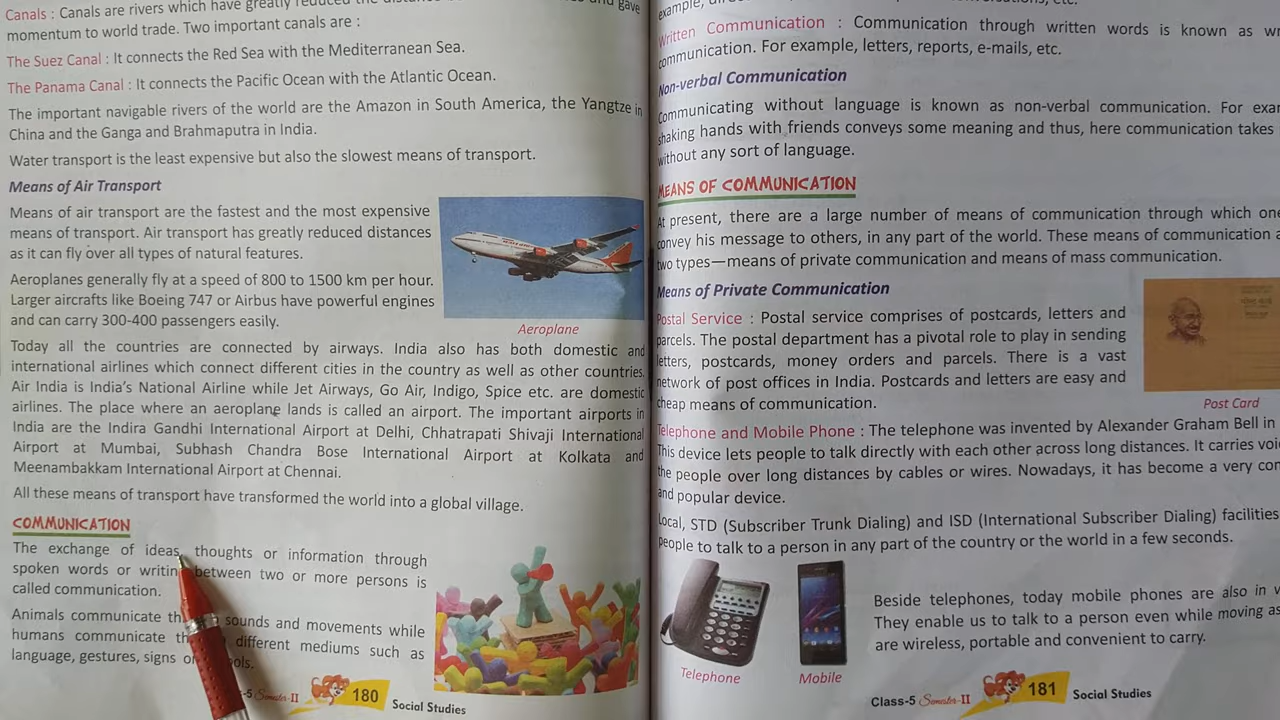 Canals : Canals are rivers which have greatly reduced the and gave
momentum to world trade. Two important canals are :
The Suez Canal : It connects the Red Sea with the Mediterranean Sea.
The Panama Canal : It connects the Pacific Ocean with the Atlantic Ocean.
The important navigable rivers of the world are the Amazon in South America, the Yangtze in
China and the Ganga and Brahmaputra in India.
Water transport is the least expensive but also the slowest means of transport.
Means of Air Transport
Means of air transport are the fastest and the most expensive
means of transport. Air transport has greatly reduced distances
as it can fly over all types of natural features.
Aeroplanes generally fly at a speed of 800 to 1500 km per hour.
Larger aircrafts like Boeing 747 or Airbus have powerful engines
and can carry 300-400 passengers easily.
Aeroplane
Today all the countries are connected by airways. India also has both domestic and
international airlines which connect different cities in the country as well as other countries.
Air India is India's National Airline while Jet Airways, Go Air, Indigo, Spice etc. are domestic
airlines. The place where an aeroplane lands is called an airport. The important airports in
India are the Indira Gandhi International Airport at Delhi, Chhatrapati Shivaji International
Airport at Mumbai, Subhash Chandra Bose International Airport at Kolkata and
Meenambakkam International Airport at Chennai.
All these means of transport have transformed the world into a global village.
COMMUNICATION
The exchange of ideas, thoughts or information through
spoken words or writing between two or more persons is
called communication.
Animals communicate sounds and movements while
humans communicate different mediums such as
language, gestures, signs
-5 Semester-II 180 Social Studies
example,
Written Communication : Communication through written words is known as
communication. For example, letters, reports, e-mails, etc.
Non-verbal Communication
Communicating without language is known as non-verbal communication. For
shaking hands with friends conveys some meaning and thus, here communication takes
without any sort of language.
MEANS OF COMMUNICATION
At present, there are a large number of means of communication through which one
convey his message to others, in any part of the world. These means of communication
two types—means of private communication and means of mass communication.
Means of Private Communication
Postal Service : Postal service comprises of postcards, letters and
parcels. The postal department has a pivotal role to play in sending
letters, postcards, money orders and parcels. There is a vast
network of post offices in India. Postcards and letters are easy and
cheap means of communication.
Post Card
Telephone and Mobile Phone : The telephone was invented by Alexander Graham Bell in
This device lets people to talk directly with each other across long distances. It carries
the people over long distances by cables or wires. Nowadays, it has become a very
and popular device.
Local, STD (Subscriber Trunk Dialing) and ISD (International Subscriber Dialing) facilities
people to talk to a person in any part of the country or the world in a few seconds.
Beside telephones, today mobile phones are also in
They enable us to talk to a person even while moving as
are wireless, portable and convenient to carry.
Telephone
Mobile
Class-5 Semester-II 181 Social Studies